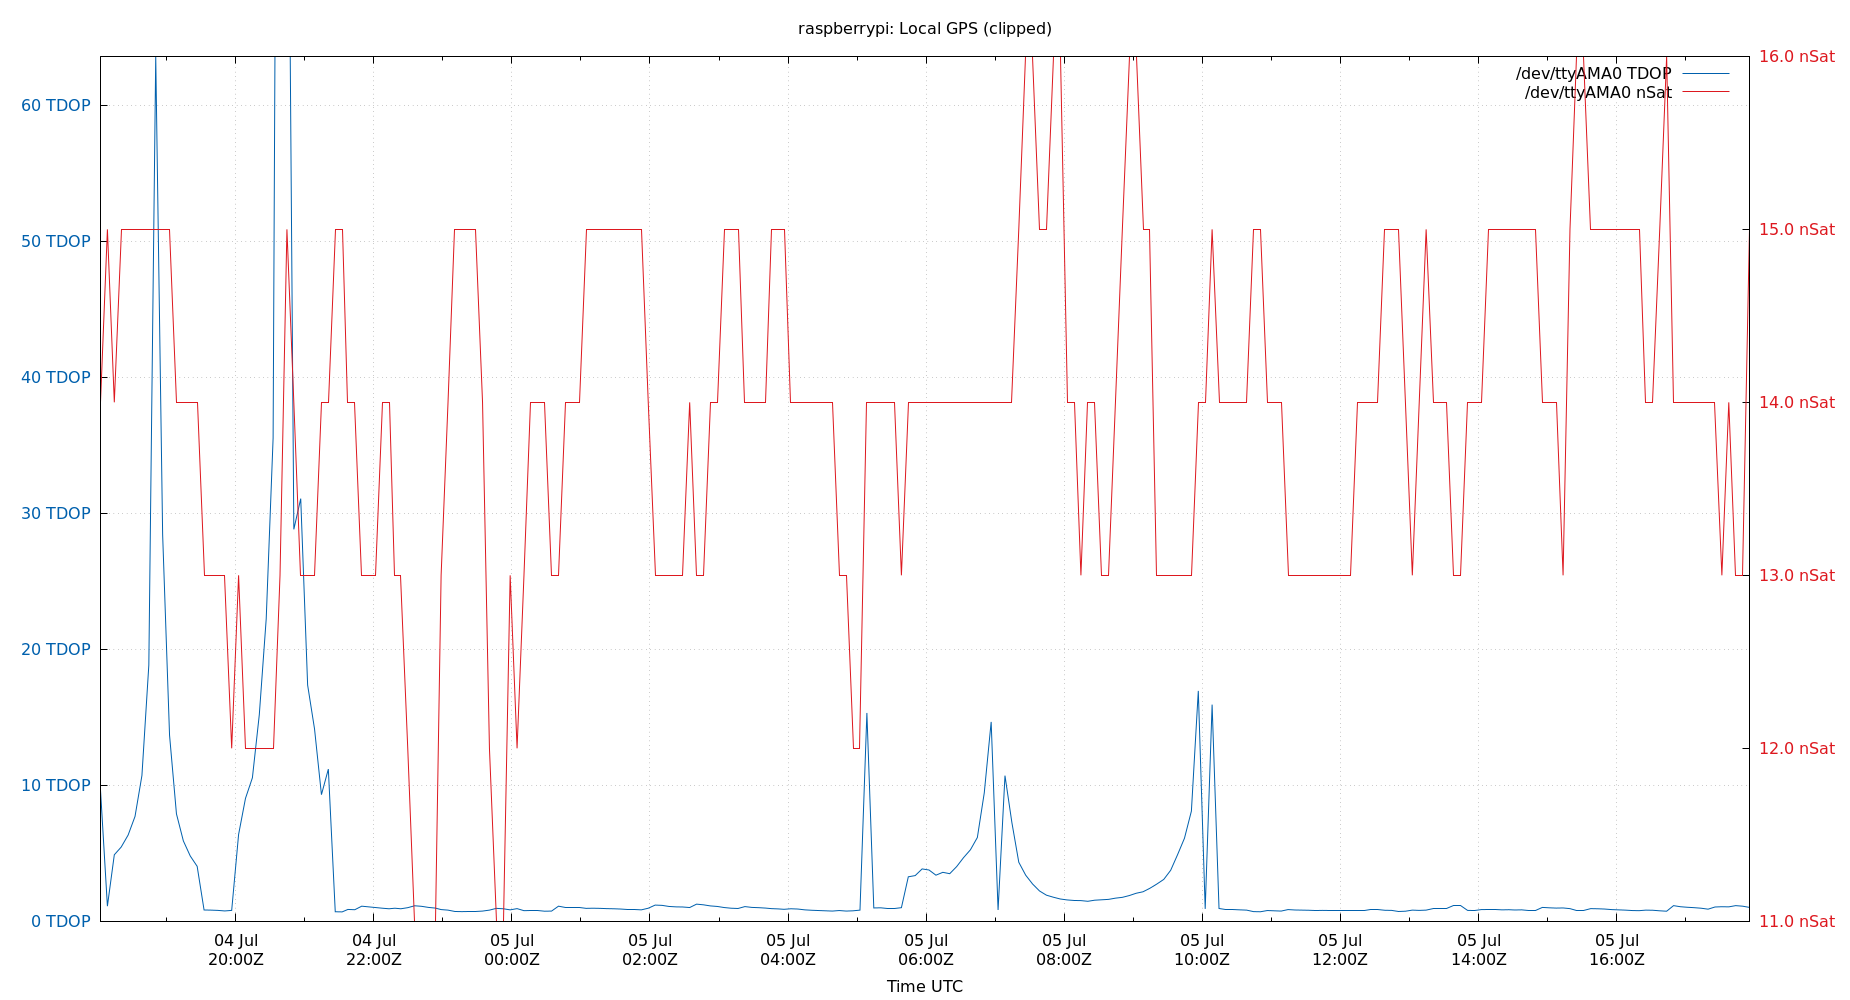 raspberrypi: Local GPS (clipped)
/dev/ttyAMA0 TDOP
/dev/ttyAMA0 nSat
60 TDOP
50 TDOP
40 TDOP
30 TDOP
20 TDOP
10 TDOP
0 TDOP
16.0 nSat
15.0 nSat
14.0 nSat
13.0 nSat
12.0 nSat
11.0 nSat
04 Jul
20:00Z
04 Jul
22:00Z
05 Jul
00:00Z
05 Jul
02:00Z
05 Jul
04:00Z
05 Jul
06:00Z
05 Jul
08:00Z
05 Jul
10:00Z
05 Jul
12:00Z
05 Jul
14:00Z
05 Jul
16:00Z
Time UTC